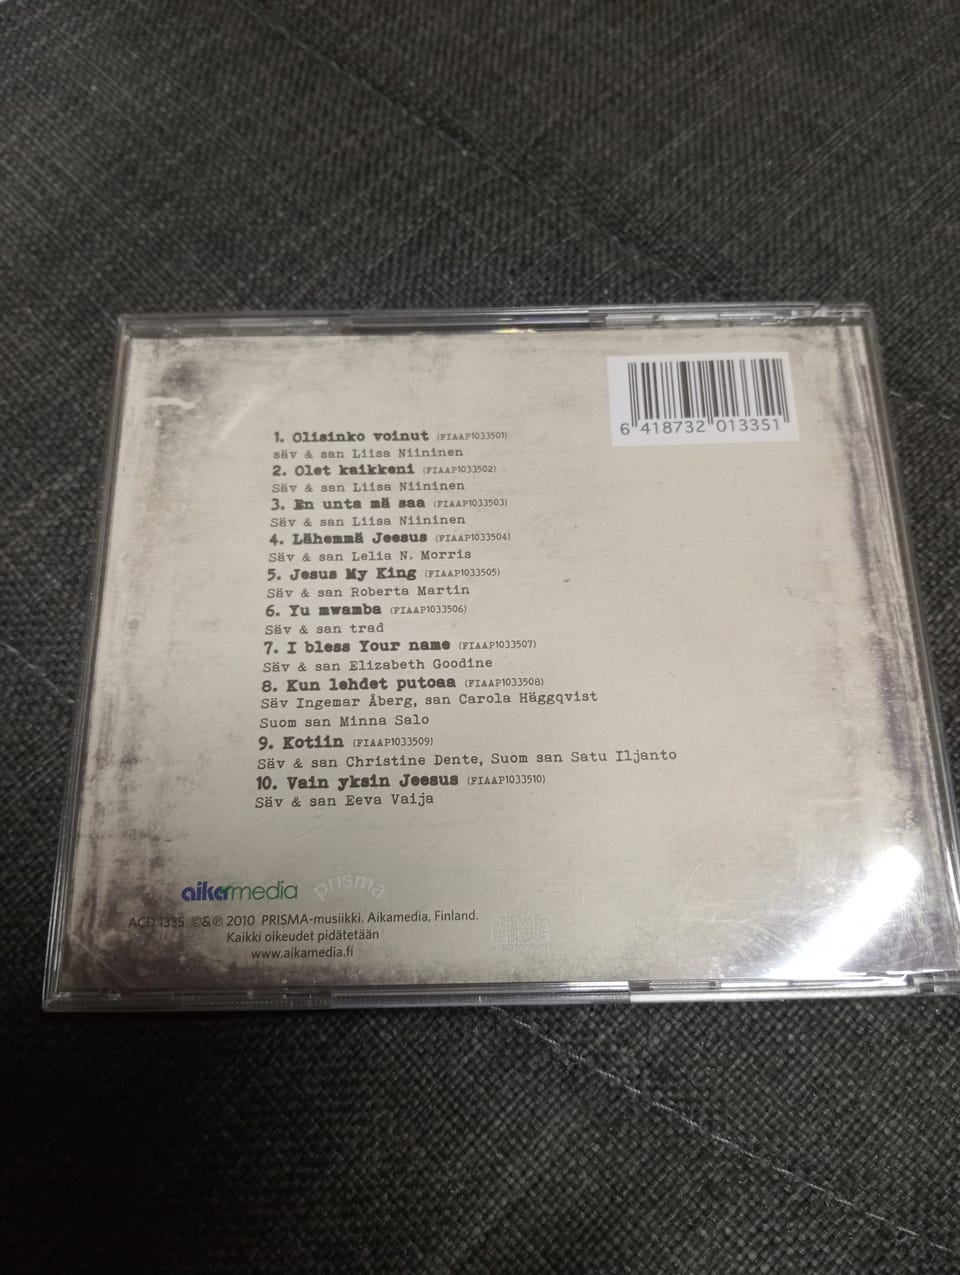 6 418732 013351
1. Olisinko voinut (FIAAP1033501)
säv & san Liisa Niininen
2. Olet kaikkeni (FIAAP1033502)
Säv & san Liisa Niininen
3. En unta mä saa (FIAAP1033503)
Säv & san Liisa Niininen
4. Lähemmä Jeesus (FIAAP1033504)
Säv & san Lelia N. Morris
5. Jesus My King (FIAAP1033505)
Säv & san Roberta Martin
6. Yu mwamba (FIAAP1033506)
Säv & san trad
7. I bless Your name (FIAAP1033507)
Säv & san Elizabeth Goodine
8. Kun lehdet putoaa (FIAAP1033508)
Säv Ingemar Åberg, san Carola Häggqvist
Suom san Minna Salo
9. Kotiin (FIAAP1033509)
Säv & san Christine Dente, Suom san Satu Iljanto
10. Vain yksin Jeesus (FIAAP1033510)
Säv & san Eeva Vaija
aikamedia prisma
ACD 1335 ©&℗ 2010 PRISMA-musiikki. Aikamedia, Finland.
Kaikki oikeudet pidätetään
www.aikamedia.fi